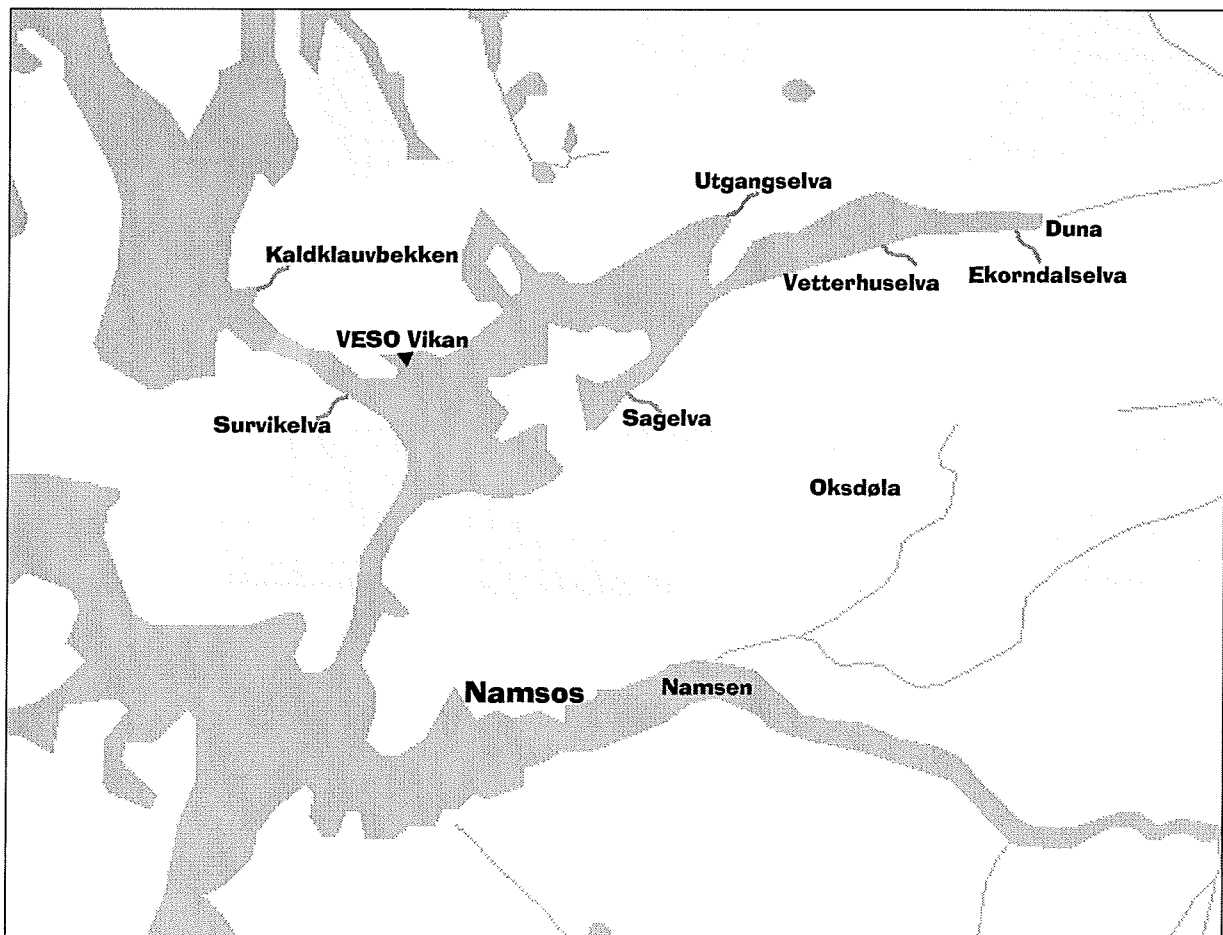 Utgangselva
Duna
Kaldklauvbekken
Vetterhuselva
Ekorndalselva
VESO Vikan
Survikelva
Sagelva
Oksdøla
Namsos
Namsen